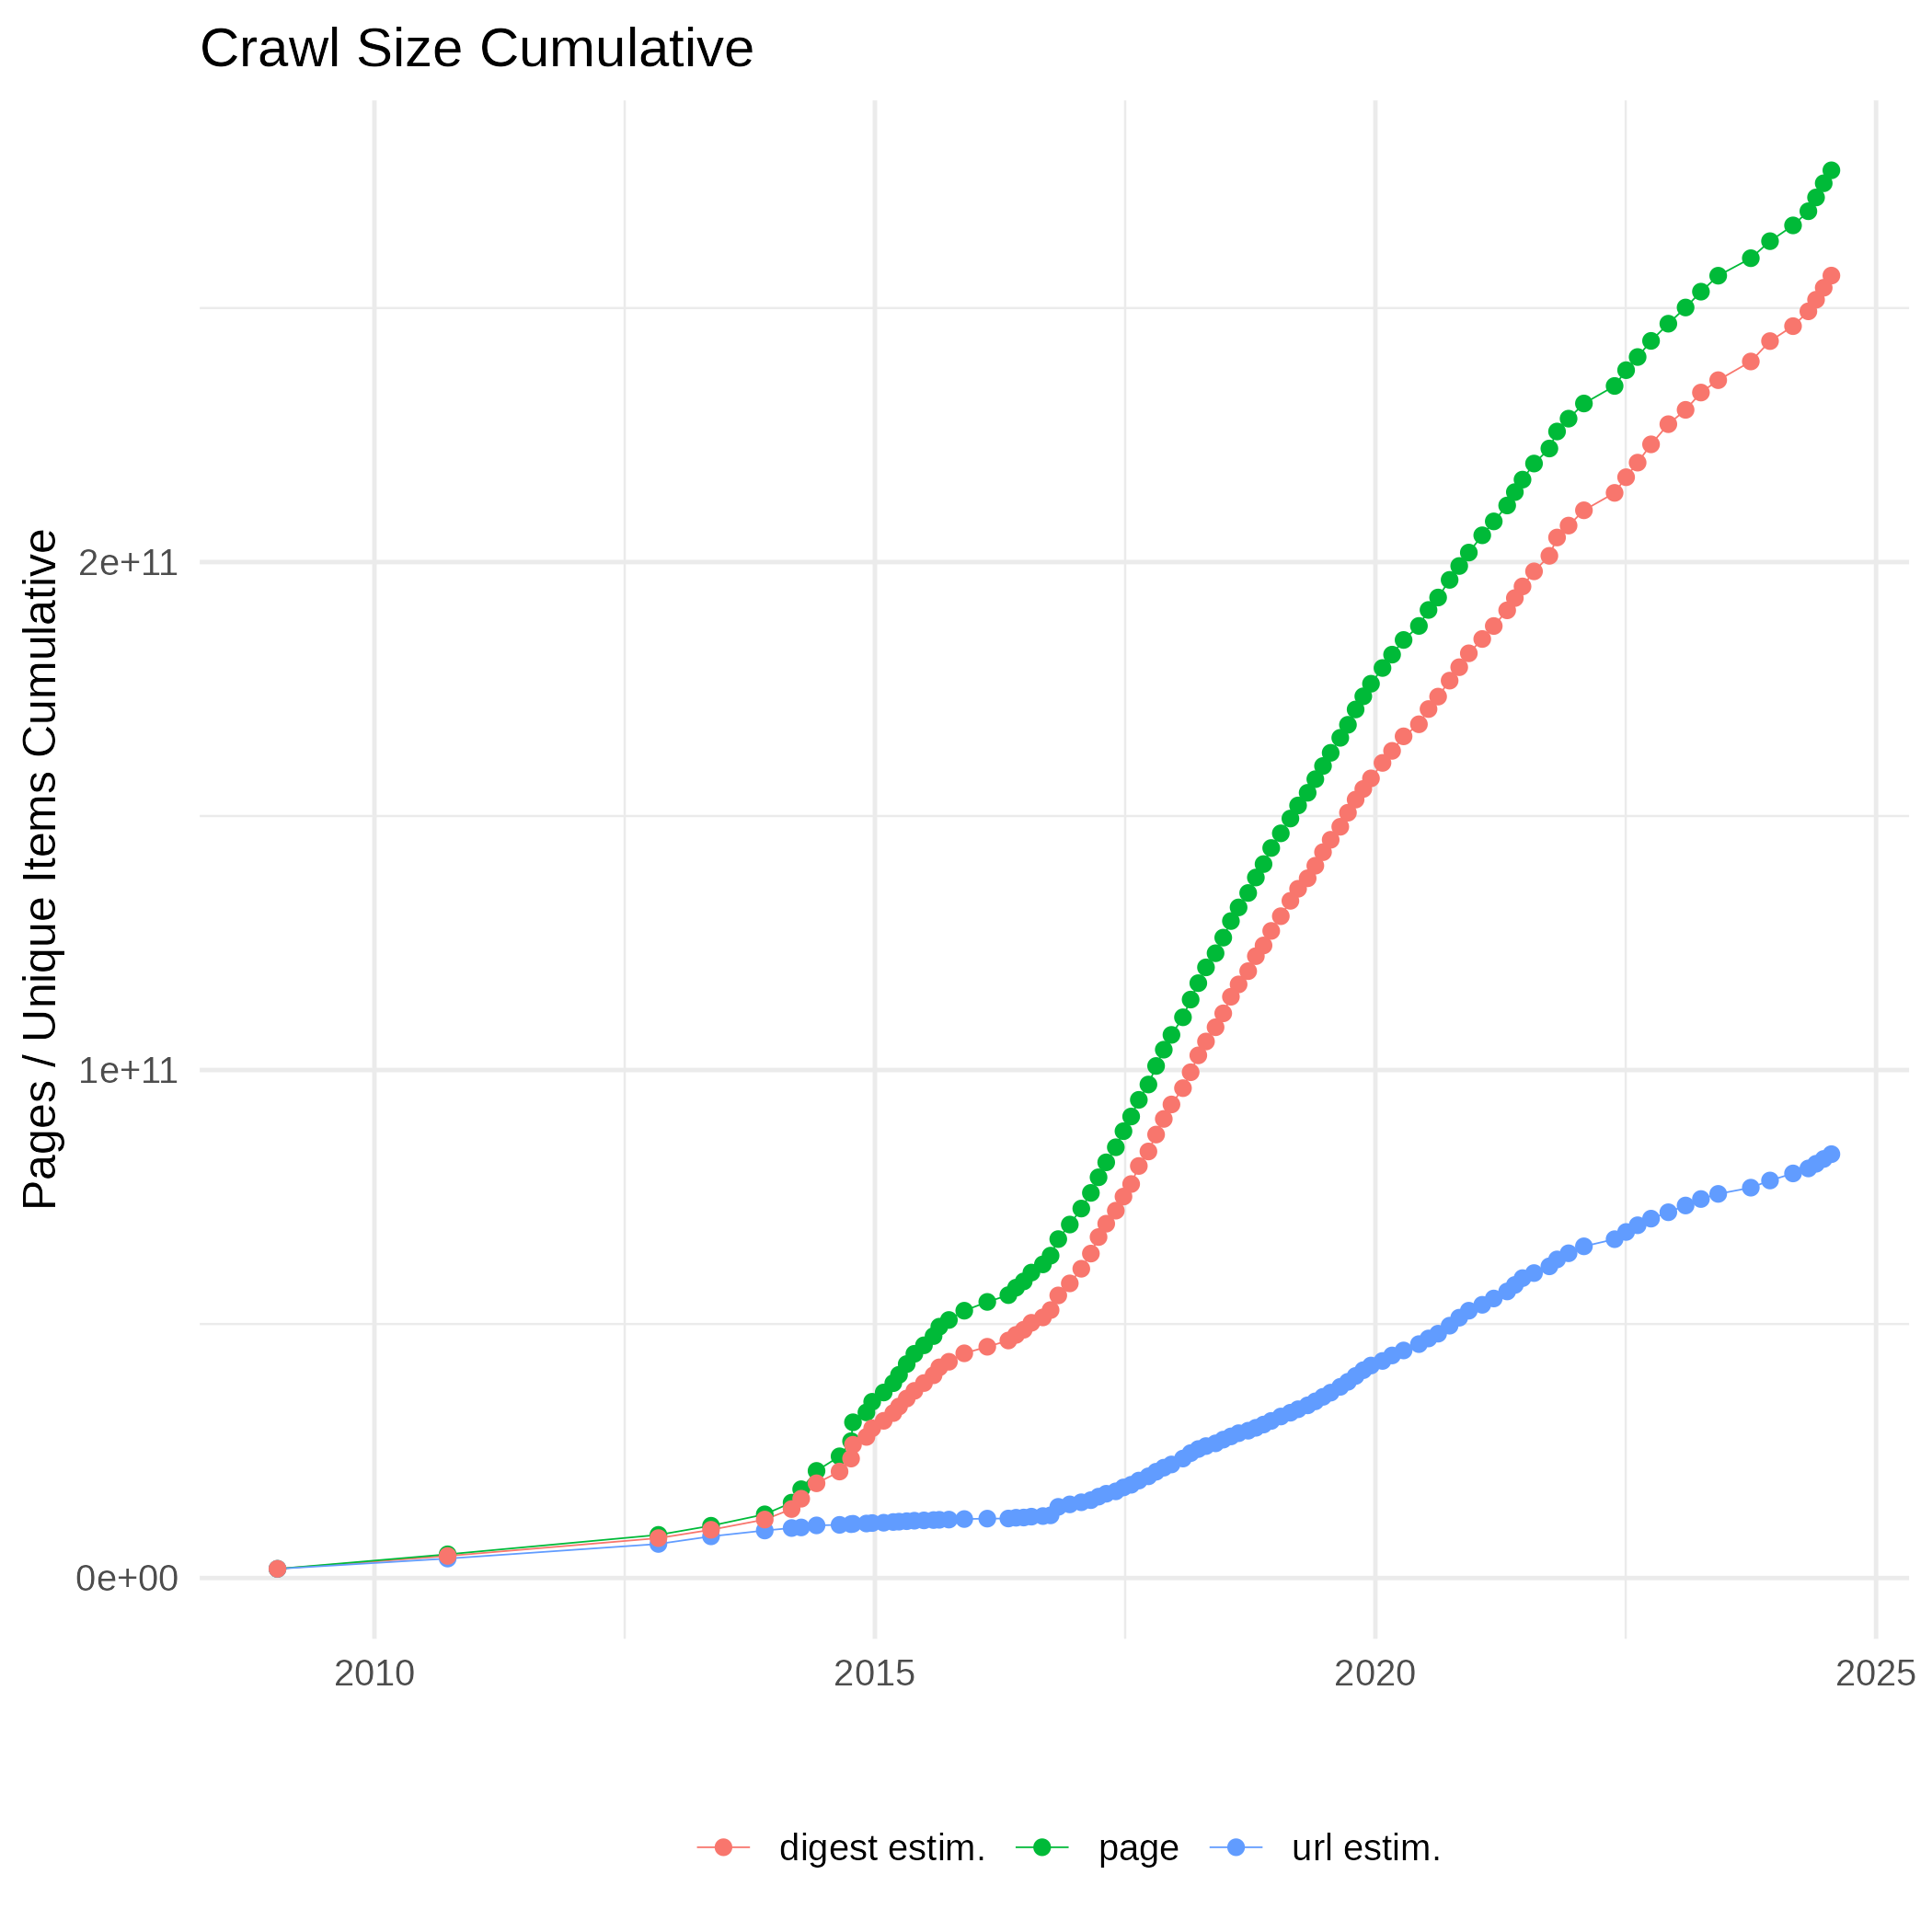 Crawl Size Cumulative
Pages / Unique Items Cumulative
2e+11
1e+11
0e+00
2010 2015 2020 2025
digest estim. page url estim.